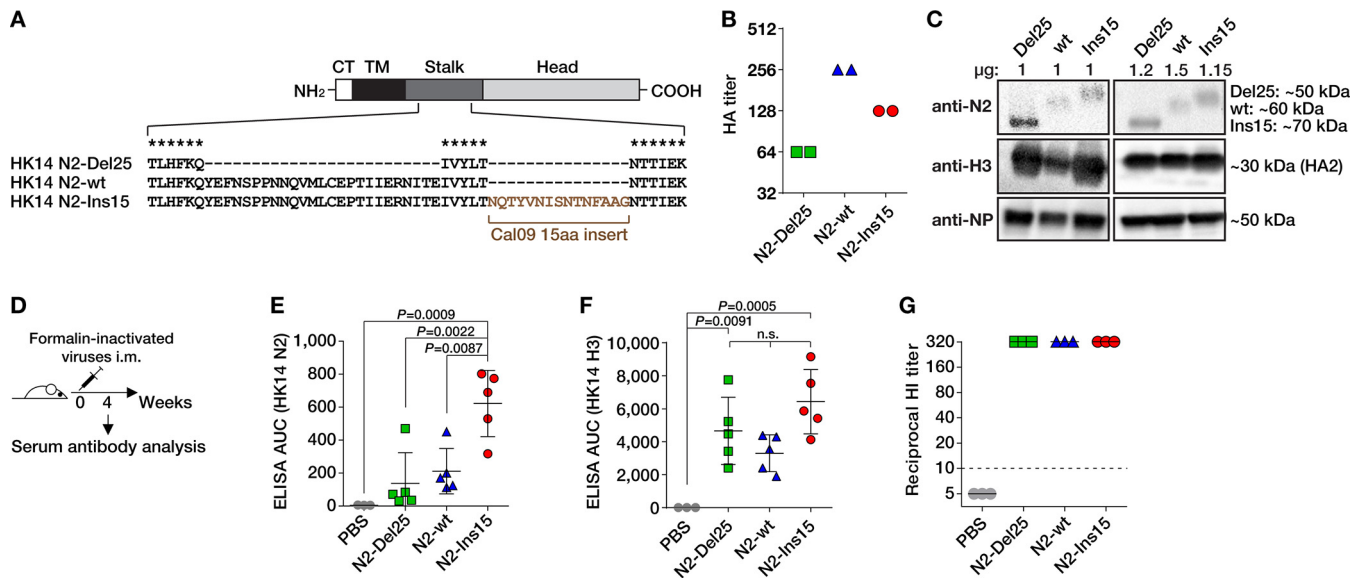 A
CT TM Stalk Head
NH2 COOH
****** ***** ******
HK14 N2-Del25 TLHFKQ-------------------------IVYLT---------------NTTIEK
HK14 N2-wt TLHFKQYEFNSPPNNQVMLCEPTIIERNITEIVYLT---------------NTTIEK
HK14 N2-Ins15 TLHFKQYEFNSPPNNQVMLCEPTIIERNITEIVYLTNQTYVNISNTNFAAGNTTIEK
Cal09 15aa insert
B
HA titer
512
256
128
64
32
N2-Del25
N2-wt
N2-Ins15
C
Del25 wt Ins15 Del25 wt Ins15
µg: 1 1 1 1.2 1.5 1.15
anti-N2
Del25: ~50 kDa
wt: ~60 kDa
Ins15: ~70 kDa
anti-H3 ~30 kDa (HA2)
anti-NP ~50 kDa
D
Formalin-inactivated
viruses i.m.
0 4 Weeks
Serum antibody analysis
E
ELISA AUC (HK14 N2)
P=0.0009
P=0.0022
P=0.0087
1,000
800
600
400
200
0
PBS
N2-Del25
N2-wt
N2-Ins15
F
ELISA AUC (HK14 H3)
P=0.0005
P=0.0091
n.s.
10,000
8,000
6,000
4,000
2,000
0
PBS
N2-Del25
N2-wt
N2-Ins15
G
Reciprocal HI titer
320
160
80
40
20
10
5
PBS
N2-Del25
N2-wt
N2-Ins15